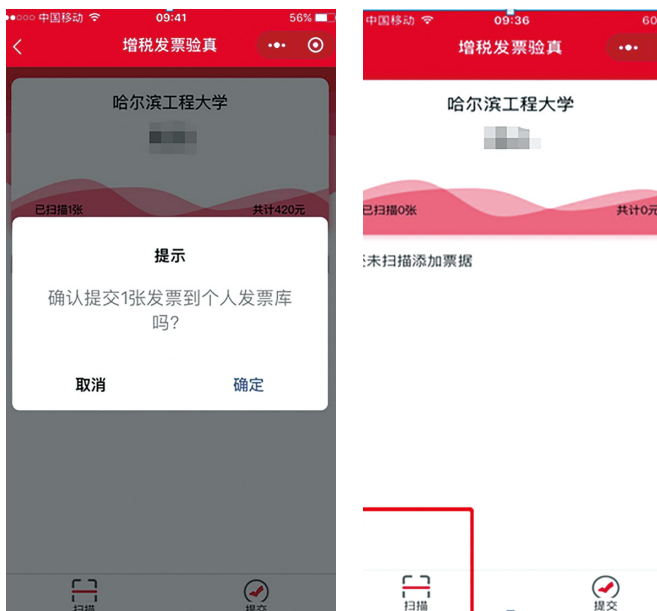 中国移动 09:41 56%
增税发票验真
哈尔滨工程大学
已扫描1张 共计420元
提示
确认提交1张发票到个人发票库
吗?
取消 确定
扫描 提交
中国移动 09:36 60
增税发票验真
哈尔滨工程大学
已扫描0张 共计0元
未扫描添加票据
扫描 提交